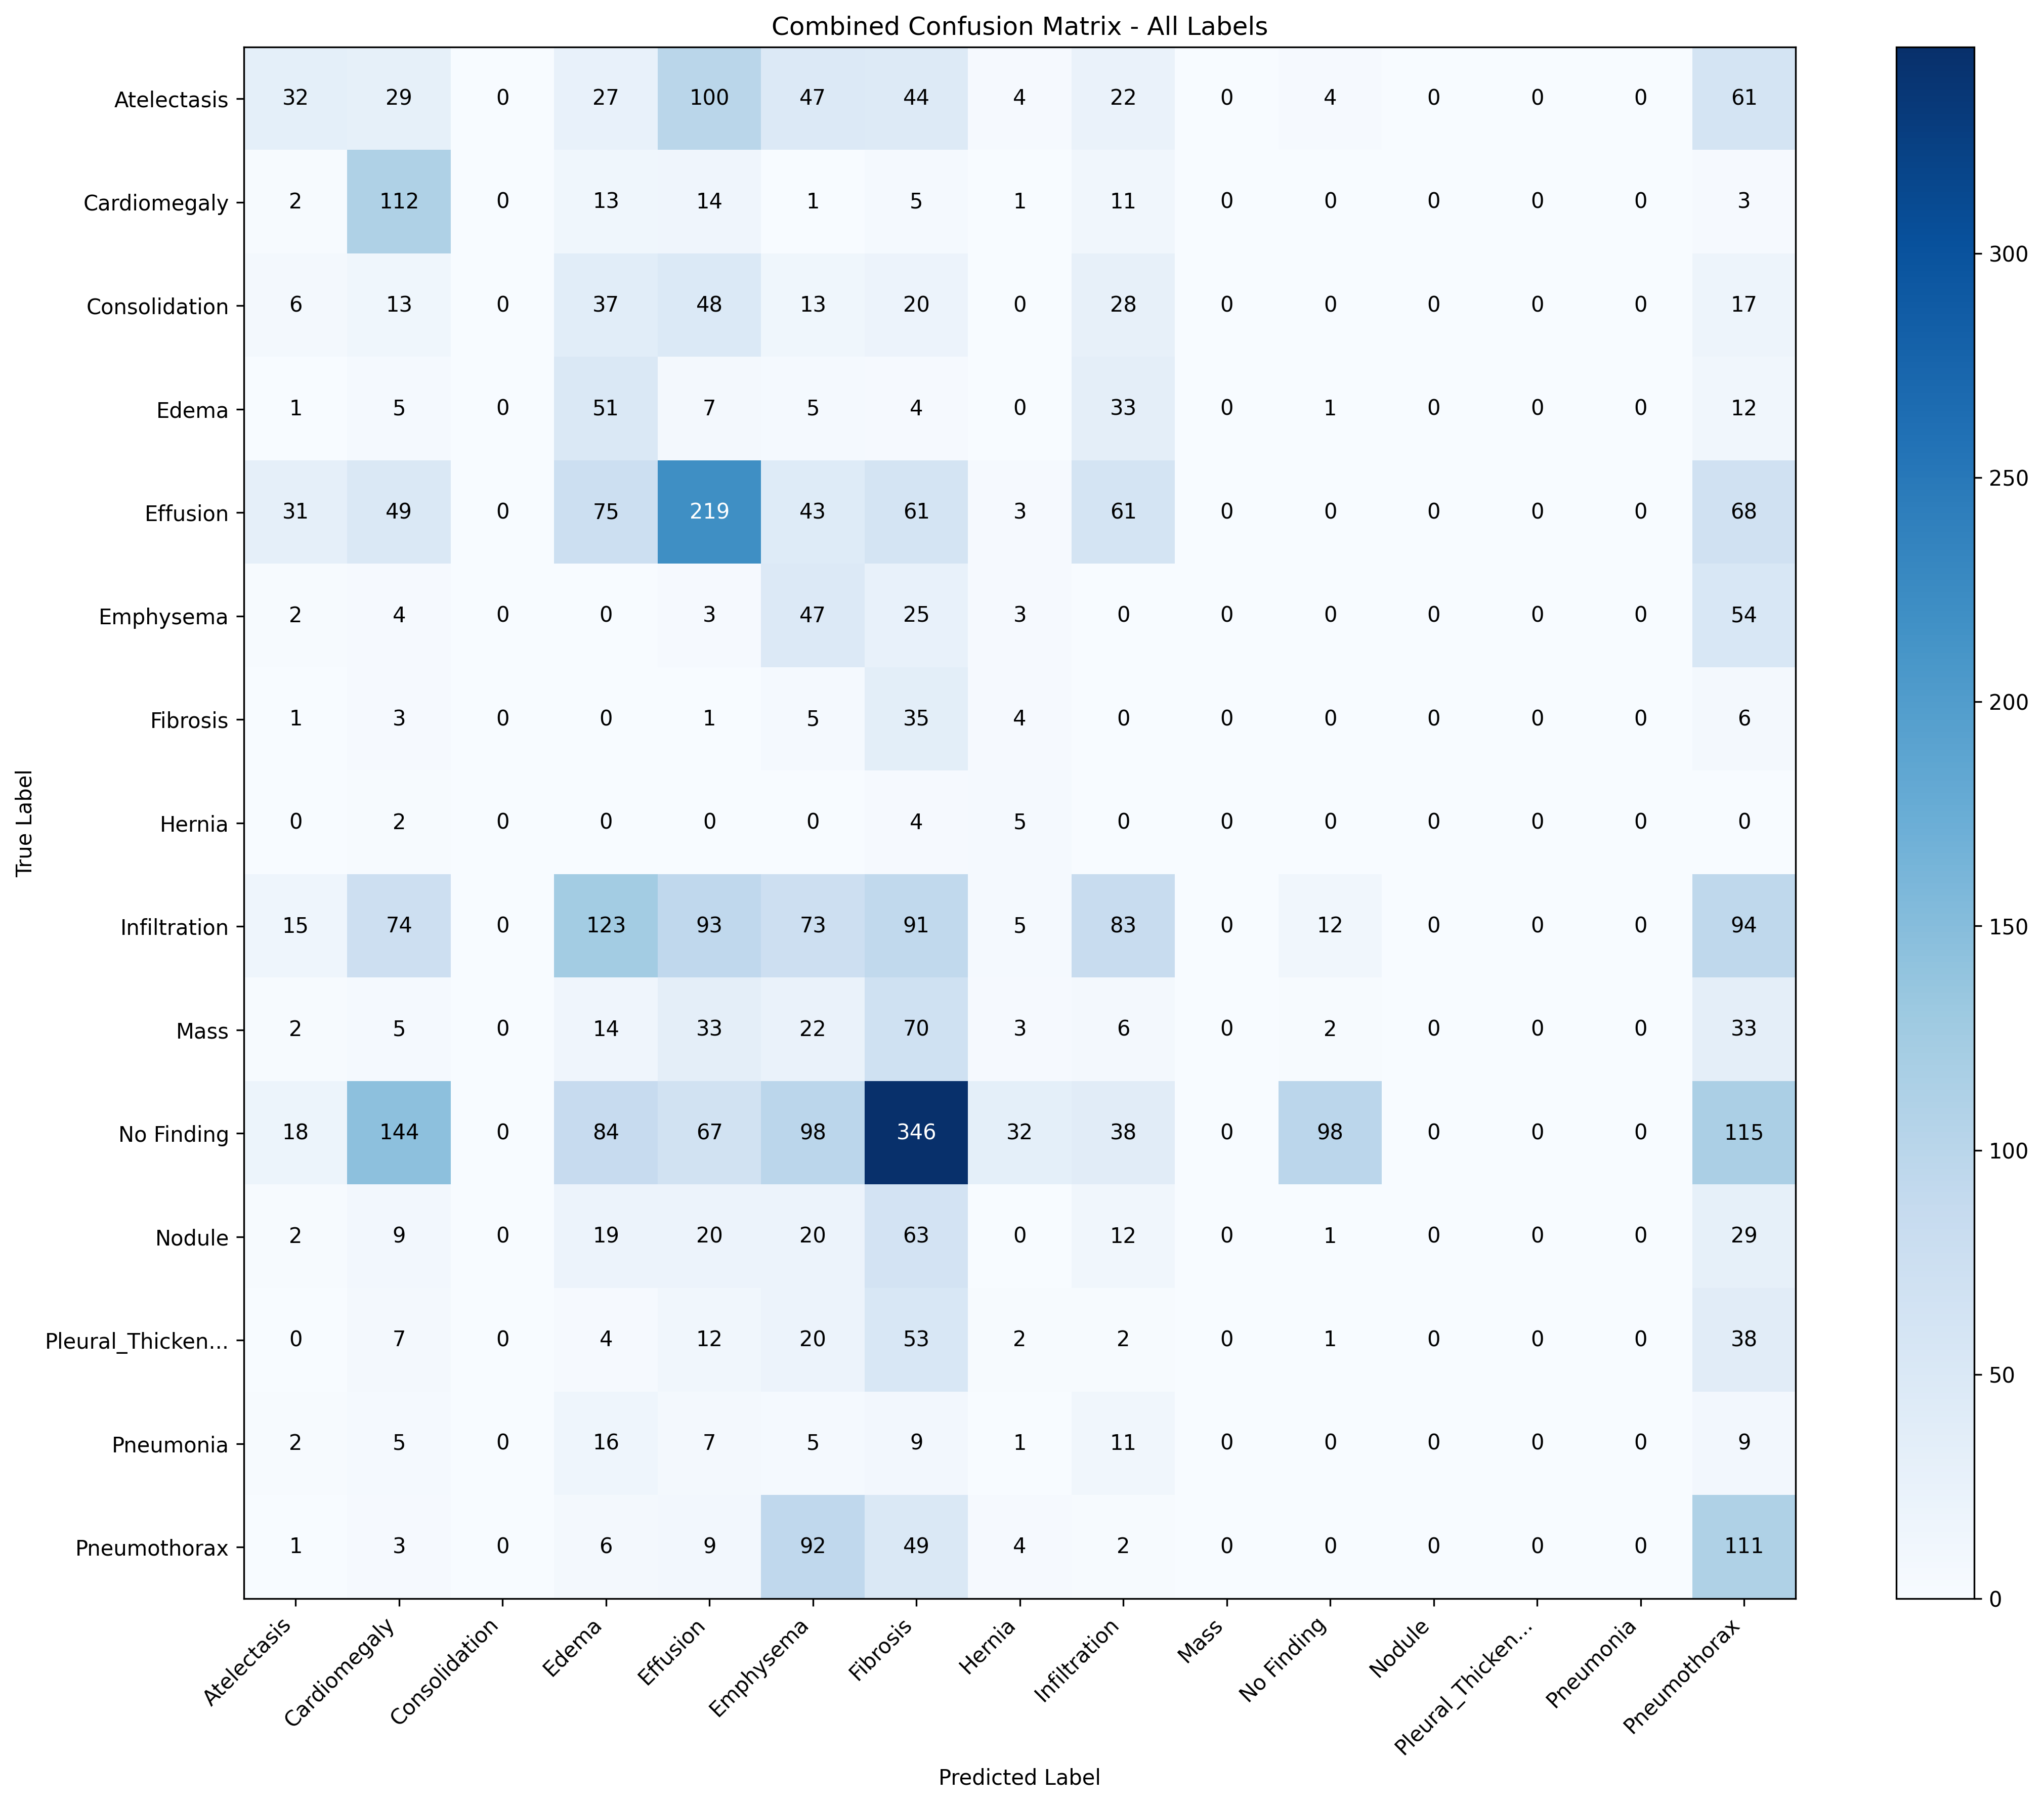 Combined Confusion Matrix - All Labels
Atelectasis 32 29 0 27 100 47 44 4 22 0 4 0 0 0 61
Cardiomegaly 2 112 0 13 14 1 5 1 11 0 0 0 0 0 3
Consolidation 6 13 0 37 48 13 20 0 28 0 0 0 0 0 17
Edema 1 5 0 51 7 5 4 0 33 0 1 0 0 0 12
Effusion 31 49 0 75 219 43 61 3 61 0 0 0 0 0 68
Emphysema 2 4 0 0 3 47 25 3 0 0 0 0 0 0 54
Fibrosis 1 3 0 0 1 5 35 4 0 0 0 0 0 0 6
Hernia 0 2 0 0 0 0 4 5 0 0 0 0 0 0 0
Infiltration 15 74 0 123 93 73 91 5 83 0 12 0 0 0 94
Mass 2 5 0 14 33 22 70 3 6 0 2 0 0 0 33
No Finding 18 144 0 84 67 98 346 32 38 0 98 0 0 0 115
Nodule 2 9 0 19 20 20 63 0 12 0 1 0 0 0 29
Pleural_Thicken... 0 7 0 4 12 20 53 2 2 0 1 0 0 0 38
Pneumonia 2 5 0 16 7 5 9 1 11 0 0 0 0 0 9
Pneumothorax 1 3 0 6 9 92 49 4 2 0 0 0 0 0 111
True Label
Atelectasis Cardiomegaly Consolidation Edema Effusion Emphysema Fibrosis Hernia Infiltration Mass No Finding Nodule Pleural_Thicken... Pneumonia Pneumothorax
Predicted Label
300
250
200
150
100
50
0